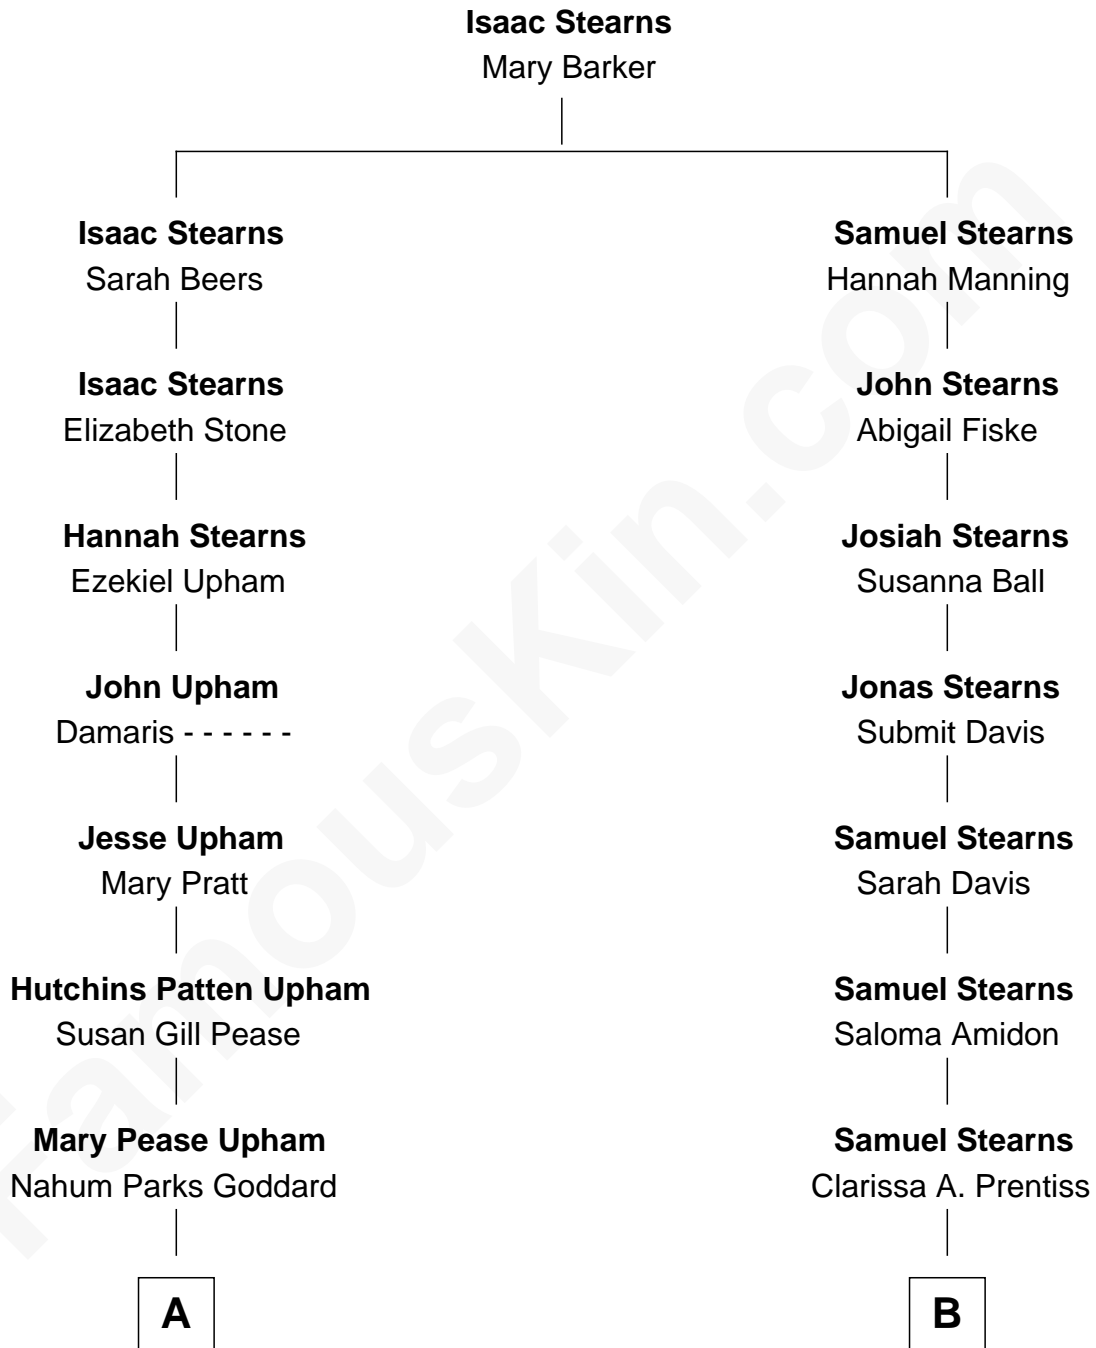 Isaac Stearns
Mary Barker
Isaac Stearns
Sarah Beers
Isaac Stearns
Elizabeth Stone
Hannah Stearns
Ezekiel Upham
John Upham
Damaris - - - - - -
Jesse Upham
Mary Pratt
Hutchins Patten Upham
Susan Gill Pease
Mary Pease Upham
Nahum Parks Goddard
A
Samuel Stearns
Hannah Manning
John Stearns
Abigail Fiske
Josiah Stearns
Susanna Ball
Jonas Stearns
Submit Davis
Samuel Stearns
Sarah Davis
Samuel Stearns
Saloma Amidon
Samuel Stearns
Clarissa A. Prentiss
B
FamousKin.com